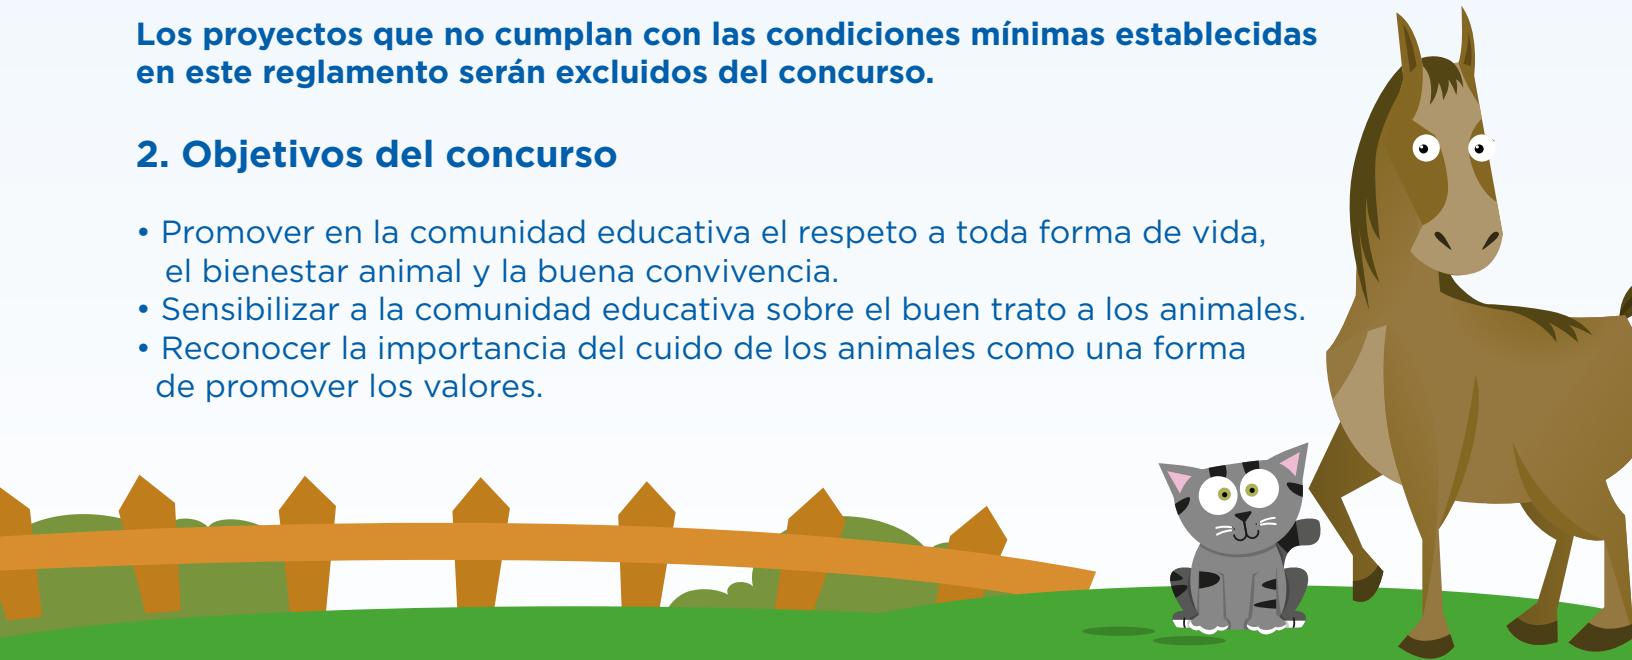 Los proyectos que no cumplan con las condiciones mínimas establecidas
en este reglamento serán excluidos del concurso.
2. Objetivos del concurso
• Promover en la comunidad educativa el respeto a toda forma de vida,
el bienestar animal y la buena convivencia.
• Sensibilizar a la comunidad educativa sobre el buen trato a los animales.
• Reconocer la importancia del cuido de los animales como una forma
de promover los valores.